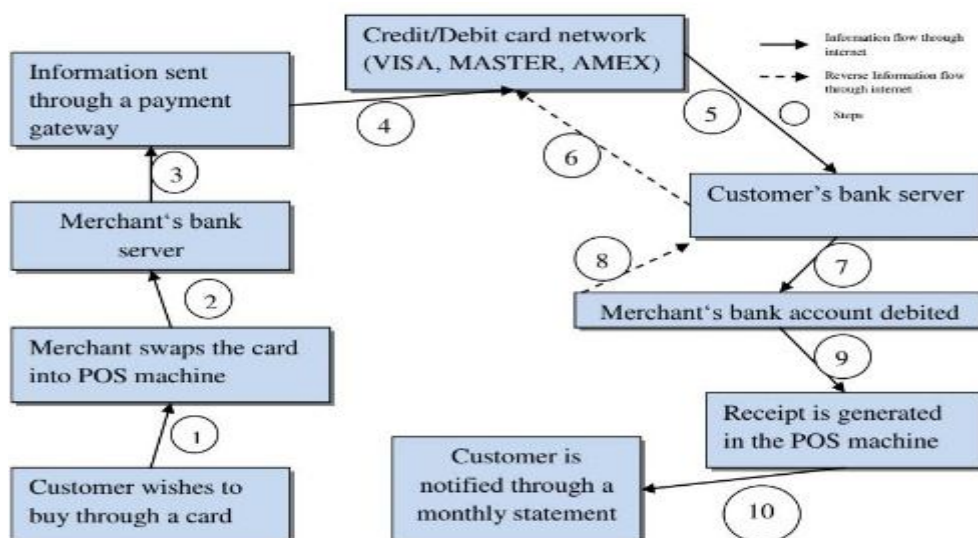 Credit/Debit card network
(VISA, MASTER, AMEX)
Information flow through
internet
Reverse Information flow
through internet
Steps
Information sent
through a payment
gateway
4
5
6
3
Customer's bank server
Merchant's bank
server
8
7
2
Merchant's bank account debited
Merchant swaps the card
into POS machine
9
1
Receipt is generated
in the POS machine
Customer is
notified through a
monthly statement
Customer wishes to
buy through a card
10